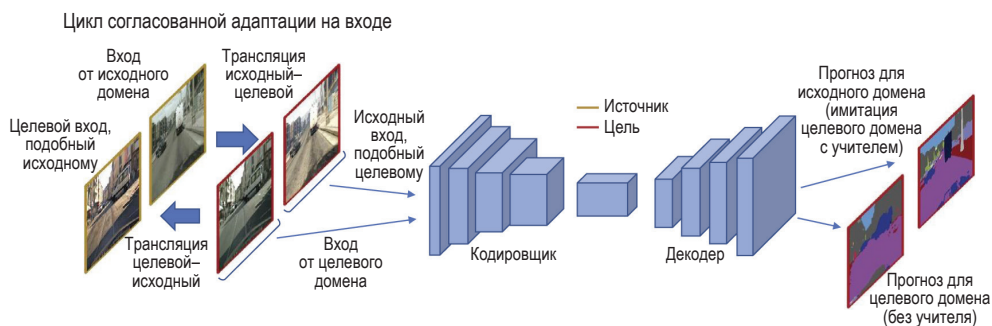 Цикл согласованной адаптации на входе
Вход
от исходного
домена
Трансляция
исходный–
целевой
Целевой вход,
подобный
исходному
Исходный
вход,
подобный
целевому
Трансляция
целевой–
исходный
Вход
от целевого
домена
Источник
Цель
Кодировщик
Декодер
Прогноз для
исходного домена
(имитация
целевого домена
с учителем)
Прогноз для
целевого домена
(без учителя)